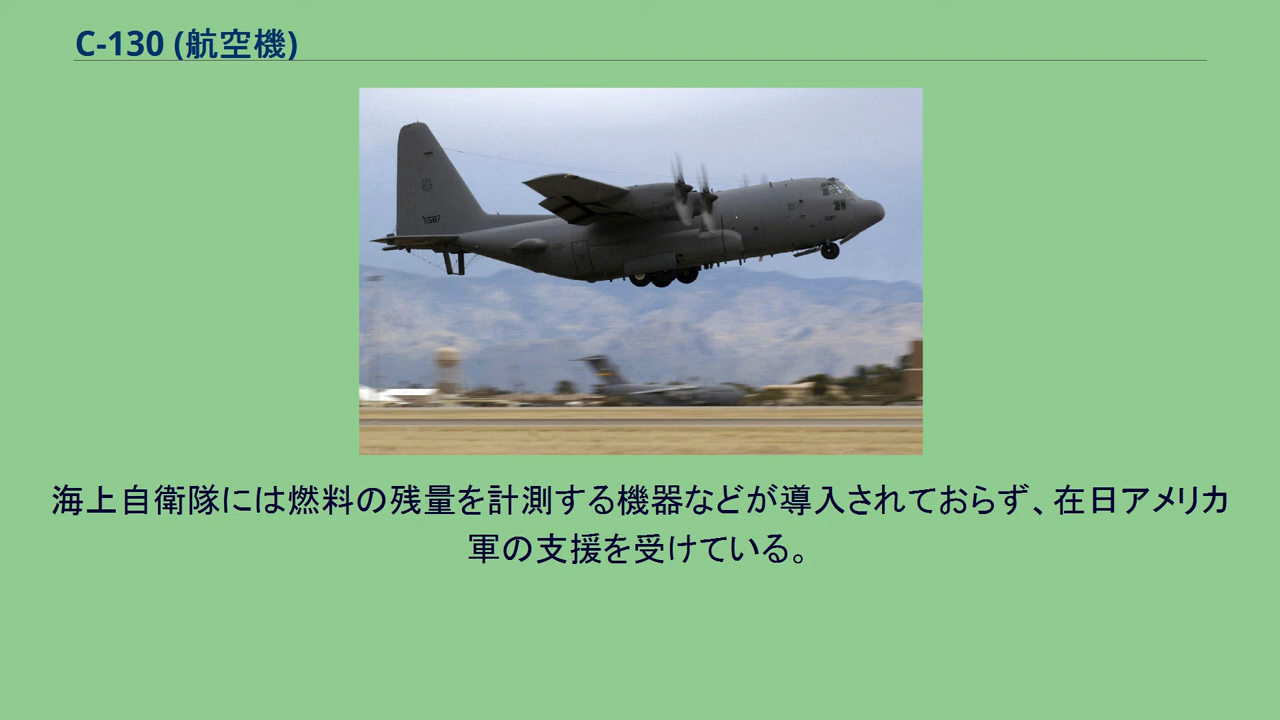 C-130 (航空機)
海上自衛隊には燃料の残量を計測する機器などが導入されておらず、在日アメリカ
軍の支援を受けている。